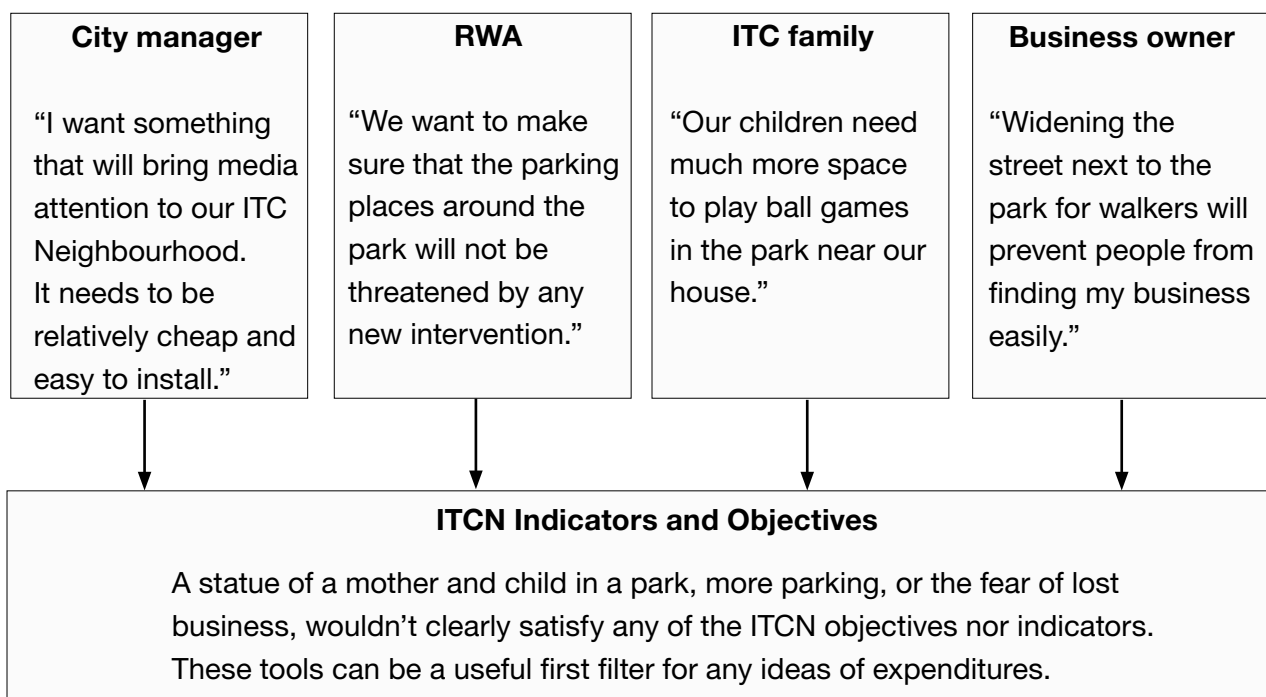 City manager
“I want something
that will bring media
attention to our ITC
Neighbourhood.
It needs to be
relatively cheap and
easy to install.”
RWA
“We want to make
sure that the parking
places around the
park will not be
threatened by any
new intervention.”
ITC family
“Our children need
much more space
to play ball games
in the park near our
house.”
Business owner
“Widening the
street next to the
park for walkers will
prevent people from
finding my business
easily.”
ITCN Indicators and Objectives
A statue of a mother and child in a park, more parking, or the fear of lost
business, wouldn’t clearly satisfy any of the ITCN objectives nor indicators.
These tools can be a useful first filter for any ideas of expenditures.